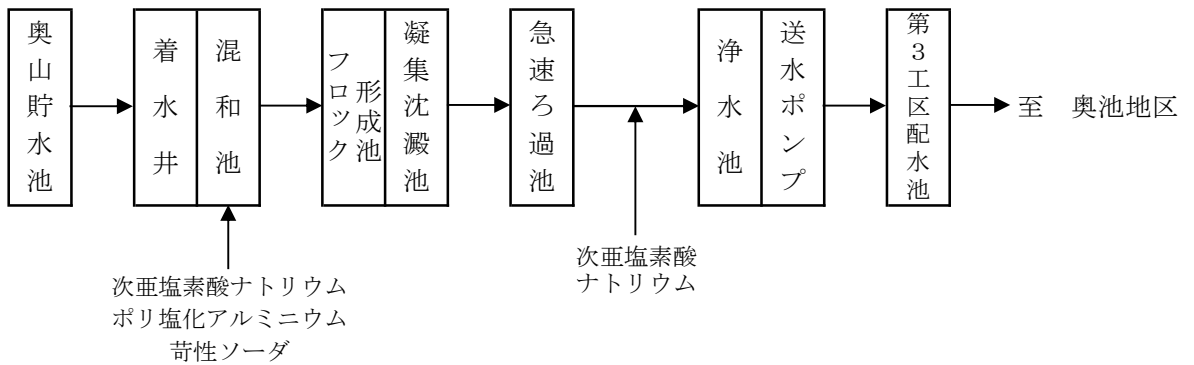 奥山貯水池
着水井
混和池
フロック
形成池
凝集沈澱池
急速ろ過池
浄水池
送水ポンプ
第3工区配水池
至　奥池地区
次亜塩素酸ナトリウム
ポリ塩化アルミニウム
苛性ソーダ
次亜塩素酸
ナトリウム